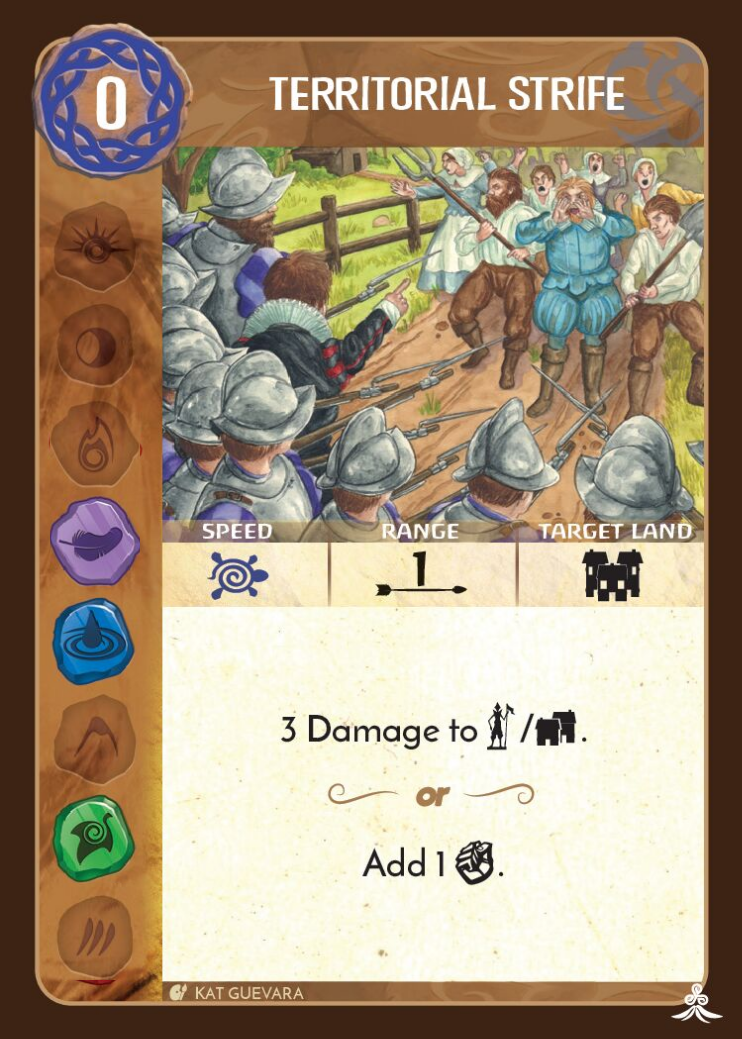 0
TERRITORIAL STRIFE
SPEED RANGE TARGET LAND
1
3 Damage to / .
or
Add 1 .
KAT GUEVARA